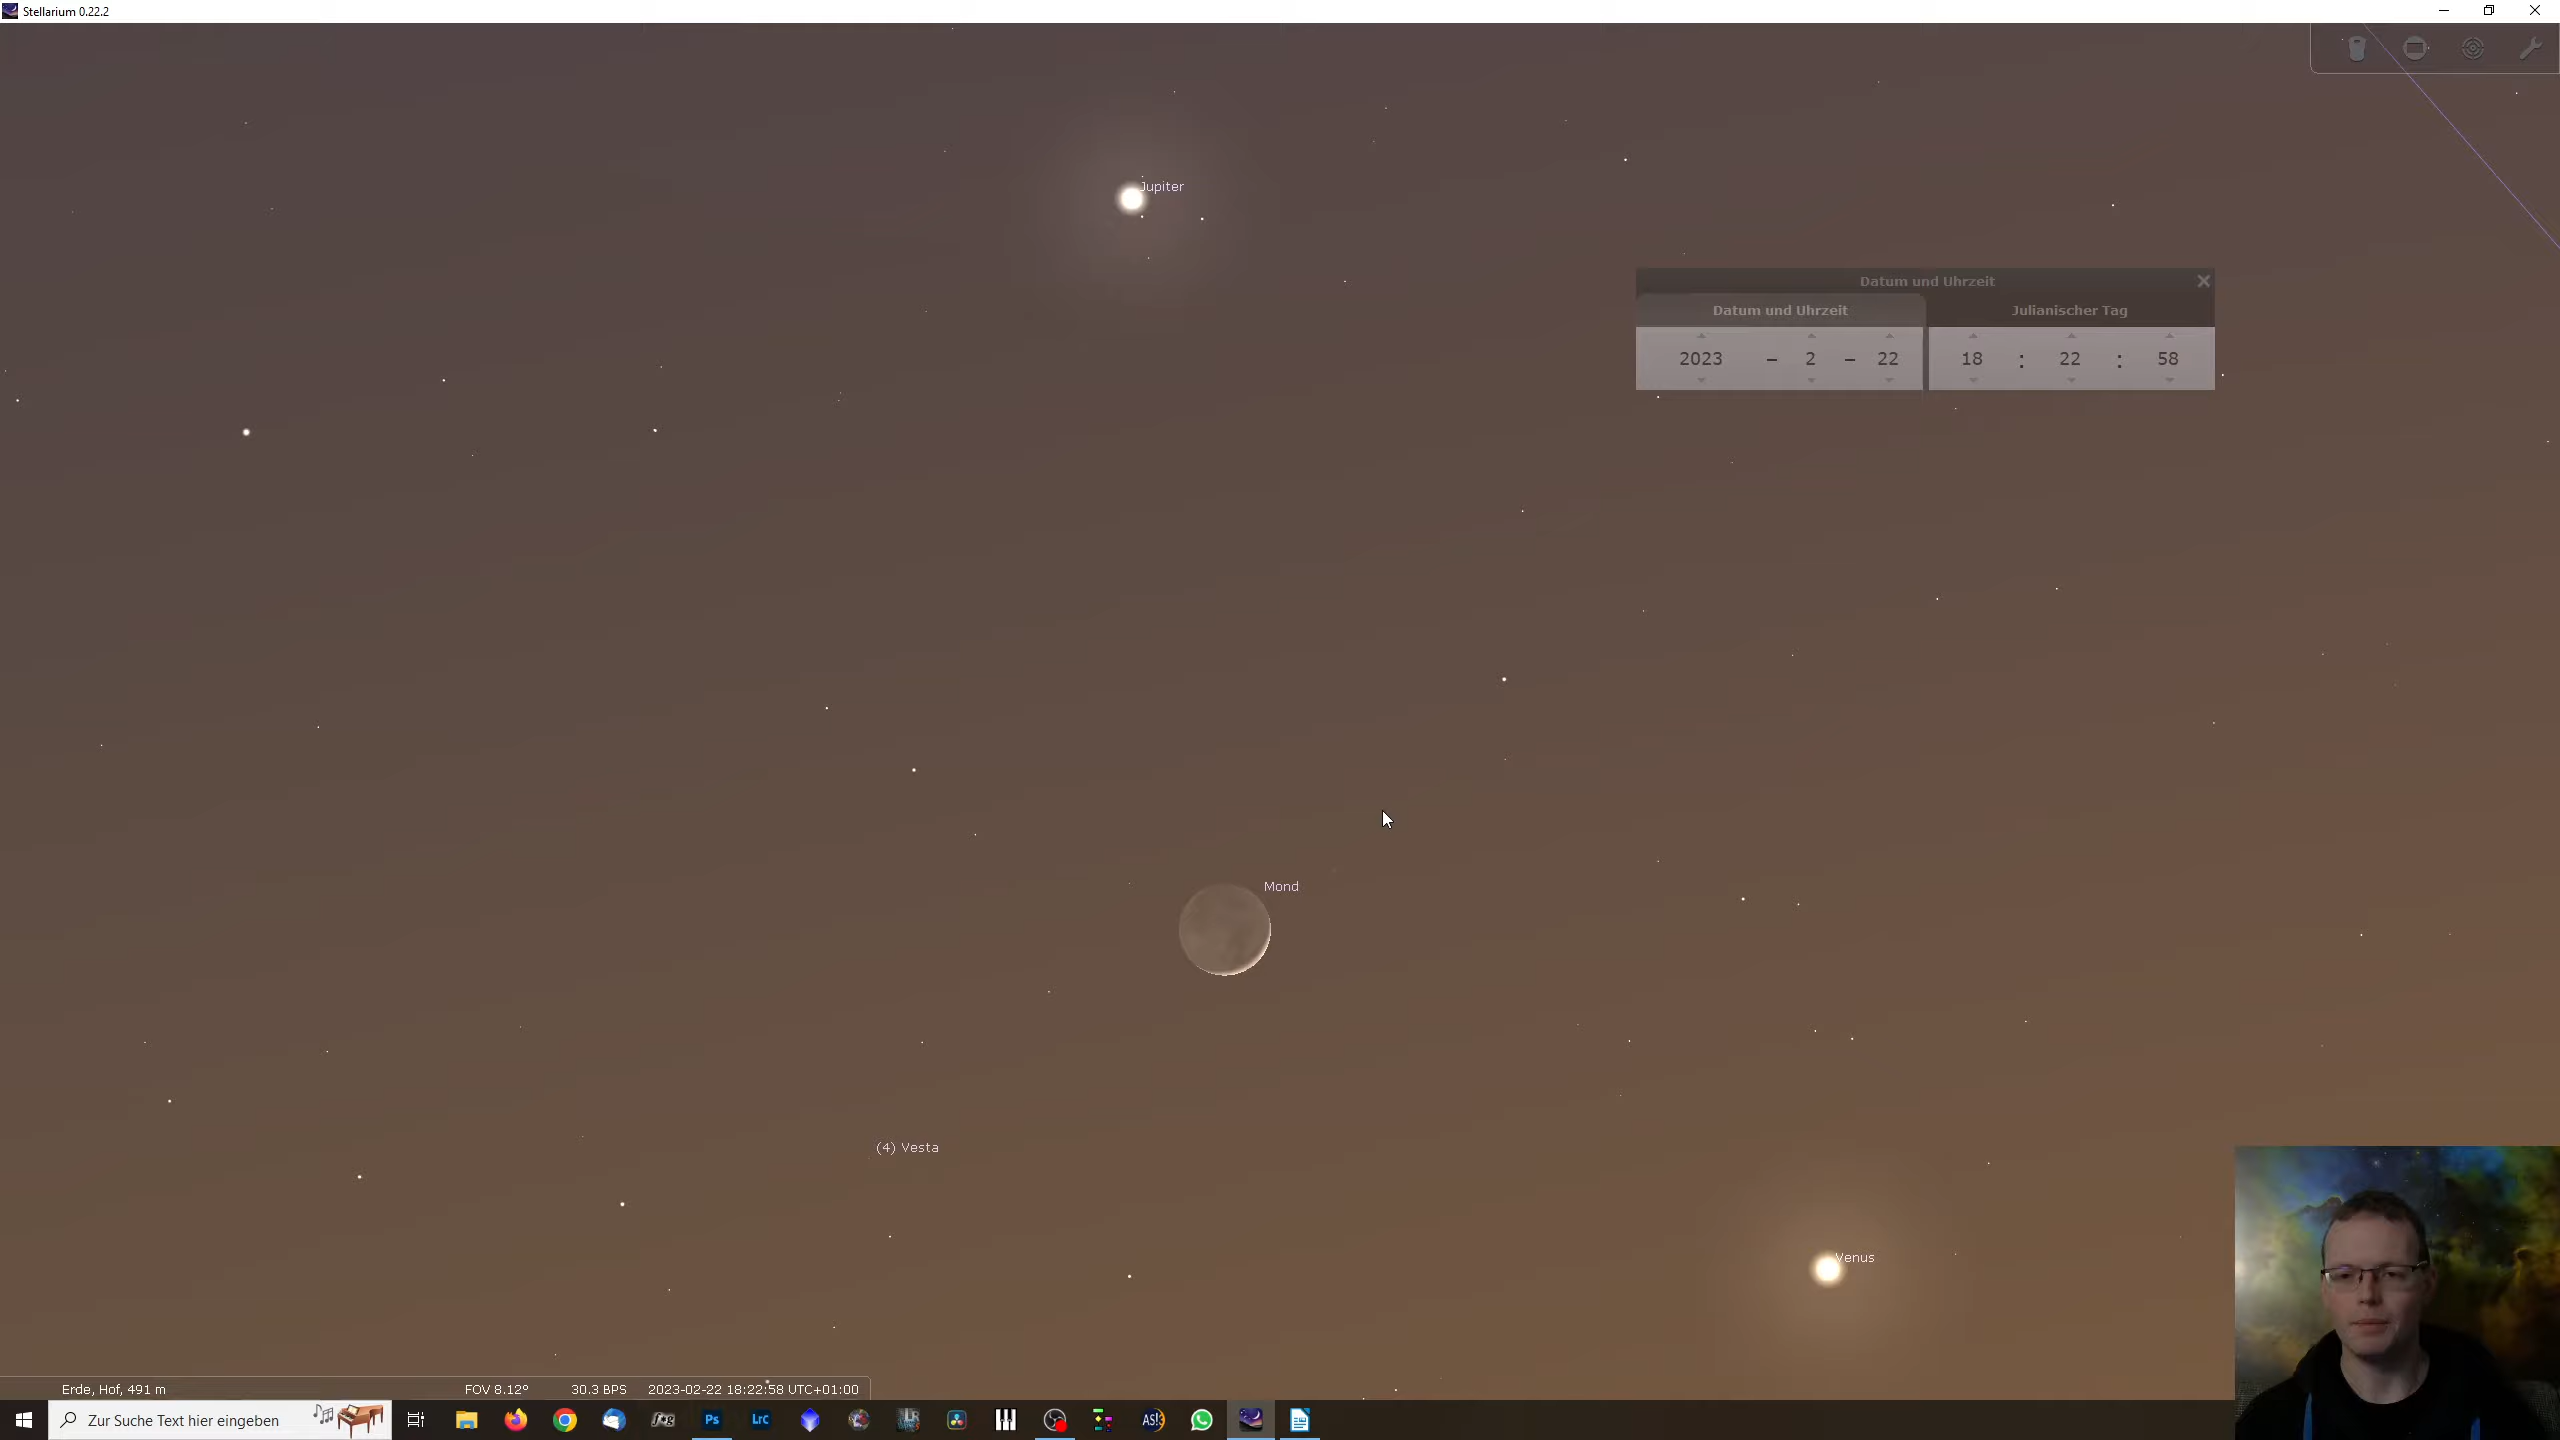 Stellarium 0.22.2
Jupiter
Datum und Uhrzeit
Datum und Uhrzeit Julianischer Tag
2023 - 2 - 22 18 : 22 : 58
Mond
(4) Vesta
Venus
Erde, Hof, 491 m FOV 8.12° 30.3 BPS 2023-02-22 18:22:58 UTC+01:00
Zur Suche Text hier eingeben
Ps LrC